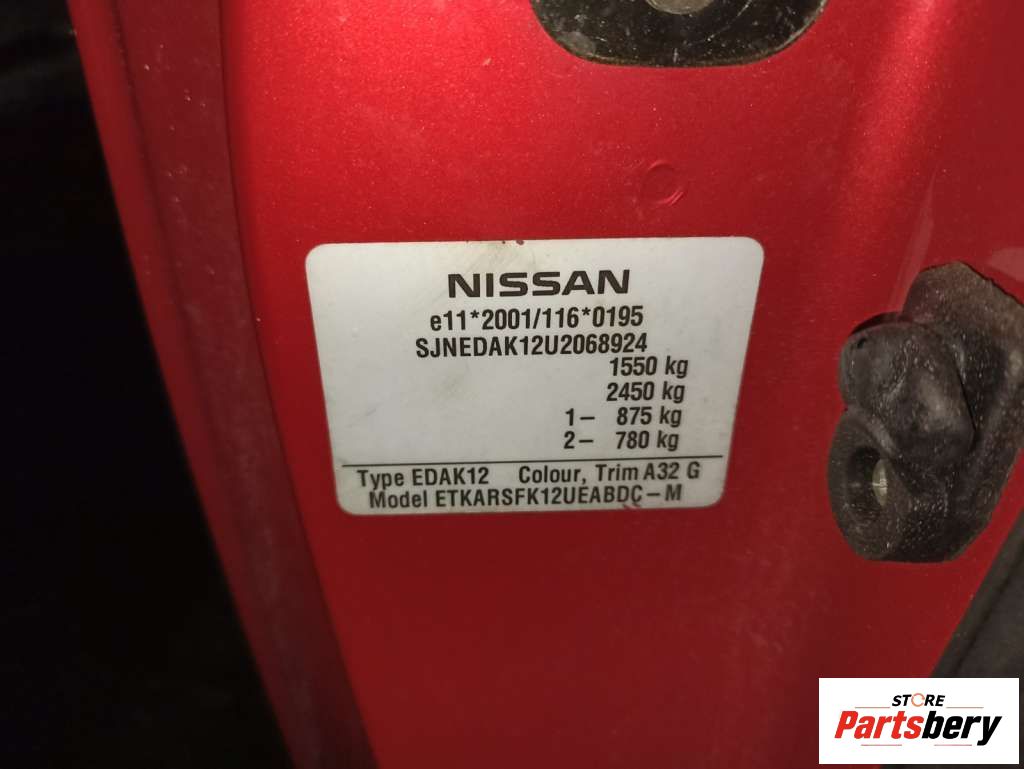 NISSAN
e11*2001/116*0195
SJNEDAK12U2068924
1550 kg
2450 kg
1– 875 kg
2– 780 kg
Type EDAK12 Colour, Trim A32 G
Model ETKARSFK12UEABDC – M
STORE
Partsbery